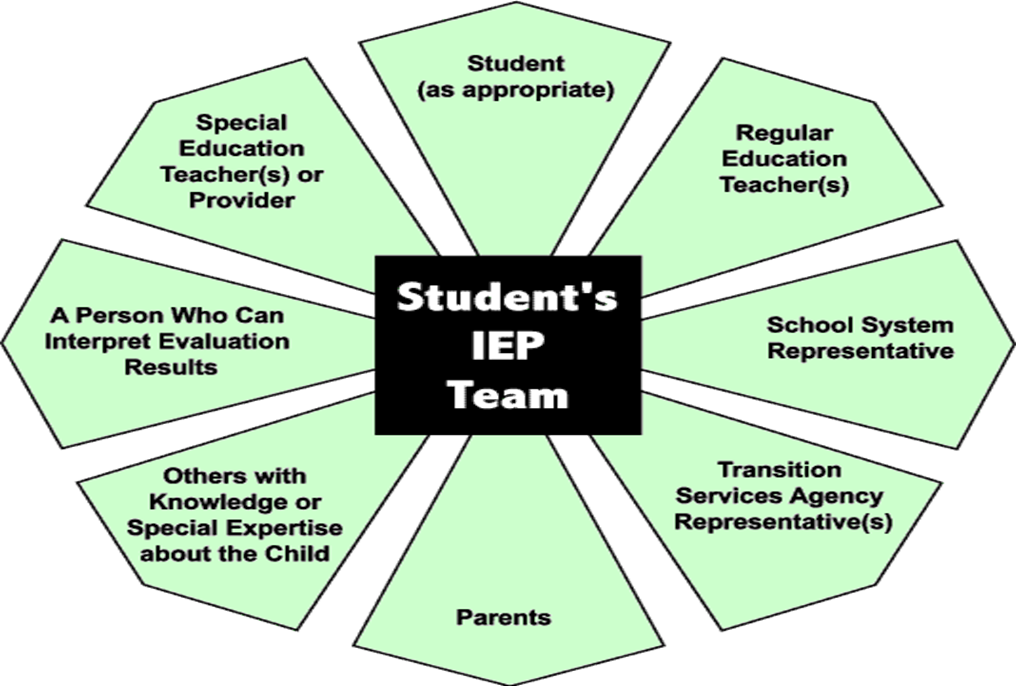 Student
(as appropriate)
Regular
Education
Teacher(s)
School System
Representative
Transition
Services Agency
Representative(s)
Parents
Others with
Knowledge or
Special Expertise
about the Child
A Person Who Can
Interpret Evaluation
Results
Special
Education
Teacher(s) or
Provider
Student's
IEP
Team